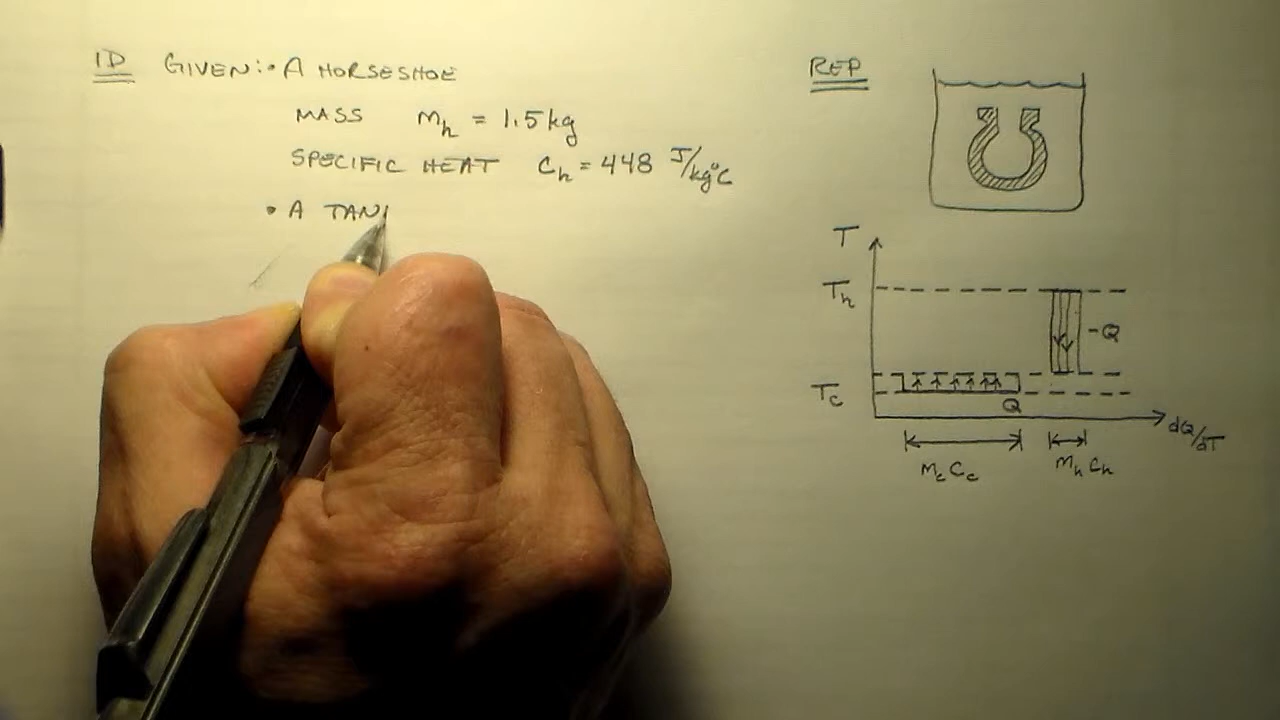 ID GIVEN: • A HORSESHOE
MASS m_h = 1.5 kg
SPECIFIC HEAT C_h = 448 J/kg°C
• A TAN
REP
T
T_h
-Q
T_c
Q
dQ/dT
m_c C_c
m_h C_h